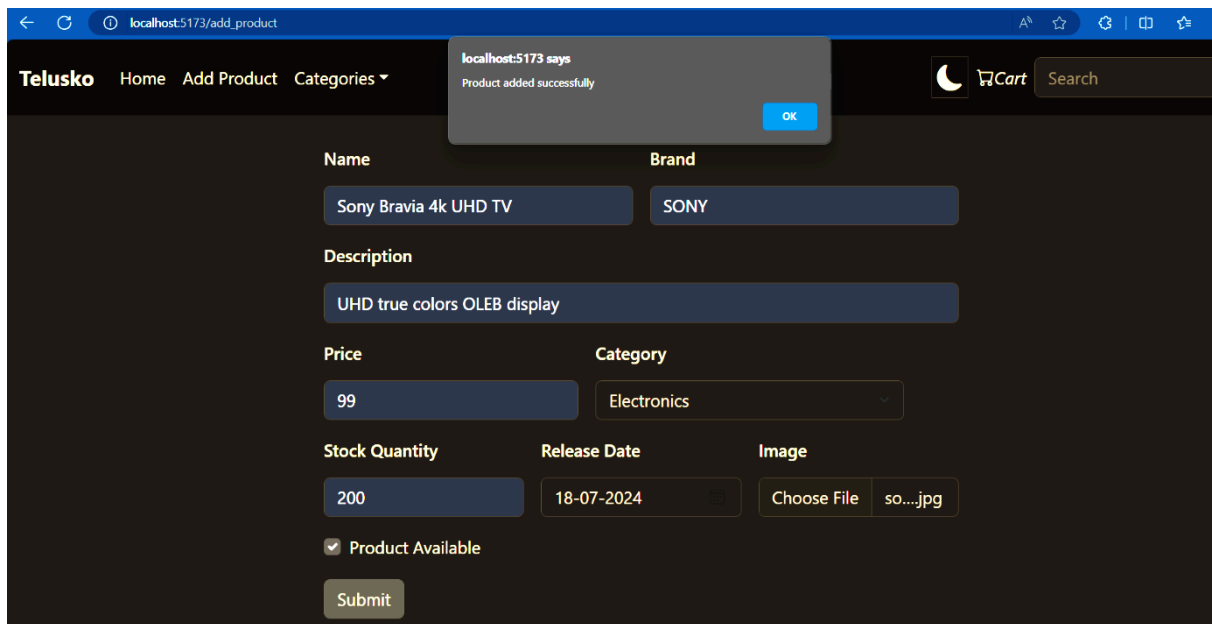 localhost:5173/add_product
localhost:5173 says
Product added successfully
OK
Telusko Home Add Product Categories Cart Search
Name Brand
Sony Bravia 4k UHD TV SONY
Description
UHD true colors OLEB display
Price Category
99 Electronics
Stock Quantity Release Date Image
200 18-07-2024 Choose File so....jpg
Product Available
Submit